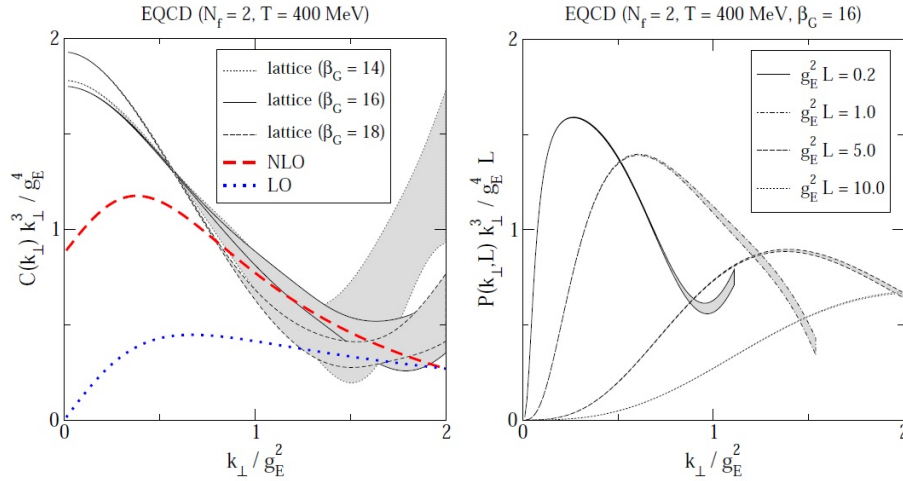 EQCD (N_f = 2, T = 400 MeV)
2
1
0
C(k_⊥) k_⊥^3 / g_E^4
lattice (β_G = 14)
lattice (β_G = 16)
lattice (β_G = 18)
NLO
LO
0
1
2
k_⊥ / g_E^2
EQCD (N_f = 2, T = 400 MeV, β_G = 16)
2
1
0
P(k_⊥,L) k_⊥^3 / g_E^4 L
g_E^2 L = 0.2
g_E^2 L = 1.0
g_E^2 L = 5.0
g_E^2 L = 10.0
0
1
2
k_⊥ / g_E^2